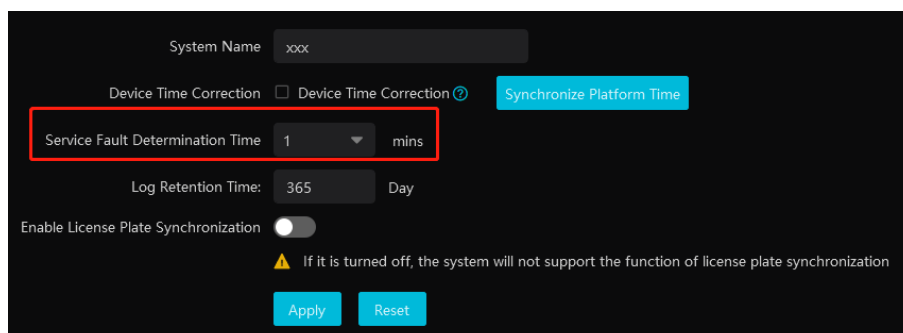 System Name xxx
Device Time Correction Device Time Correction ? Synchronize Platform Time
Service Fault Determination Time 1 mins
Log Retention Time: 365 Day
Enable License Plate Synchronization
If it is turned off, the system will not support the function of license plate synchronization
Apply Reset